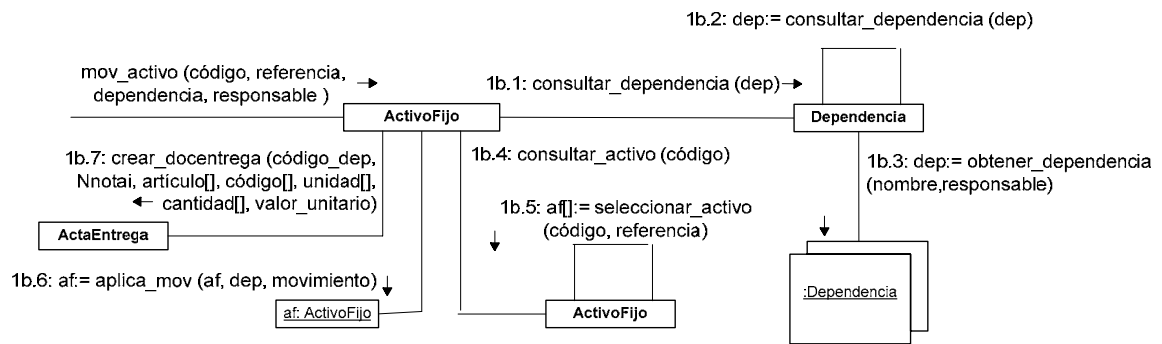 1b.2: dep:= consultar_dependencia (dep)
mov_activo (código, referencia,
dependencia, responsable )
1b.1: consultar_dependencia (dep)
ActivoFijo
Dependencia
1b.7: crear_docentrega (código_dep,
Nnotai, artículo[], código[], unidad[],
cantidad[], valor_unitario)
1b.4: consultar_activo (código)
1b.3: dep:= obtener_dependencia
(nombre,responsable)
1b.5: af[]:= seleccionar_activo
(código, referencia)
ActaEntrega
1b.6: af:= aplica_mov (af, dep, movimiento)
af: ActivoFijo
ActivoFijo
:Dependencia